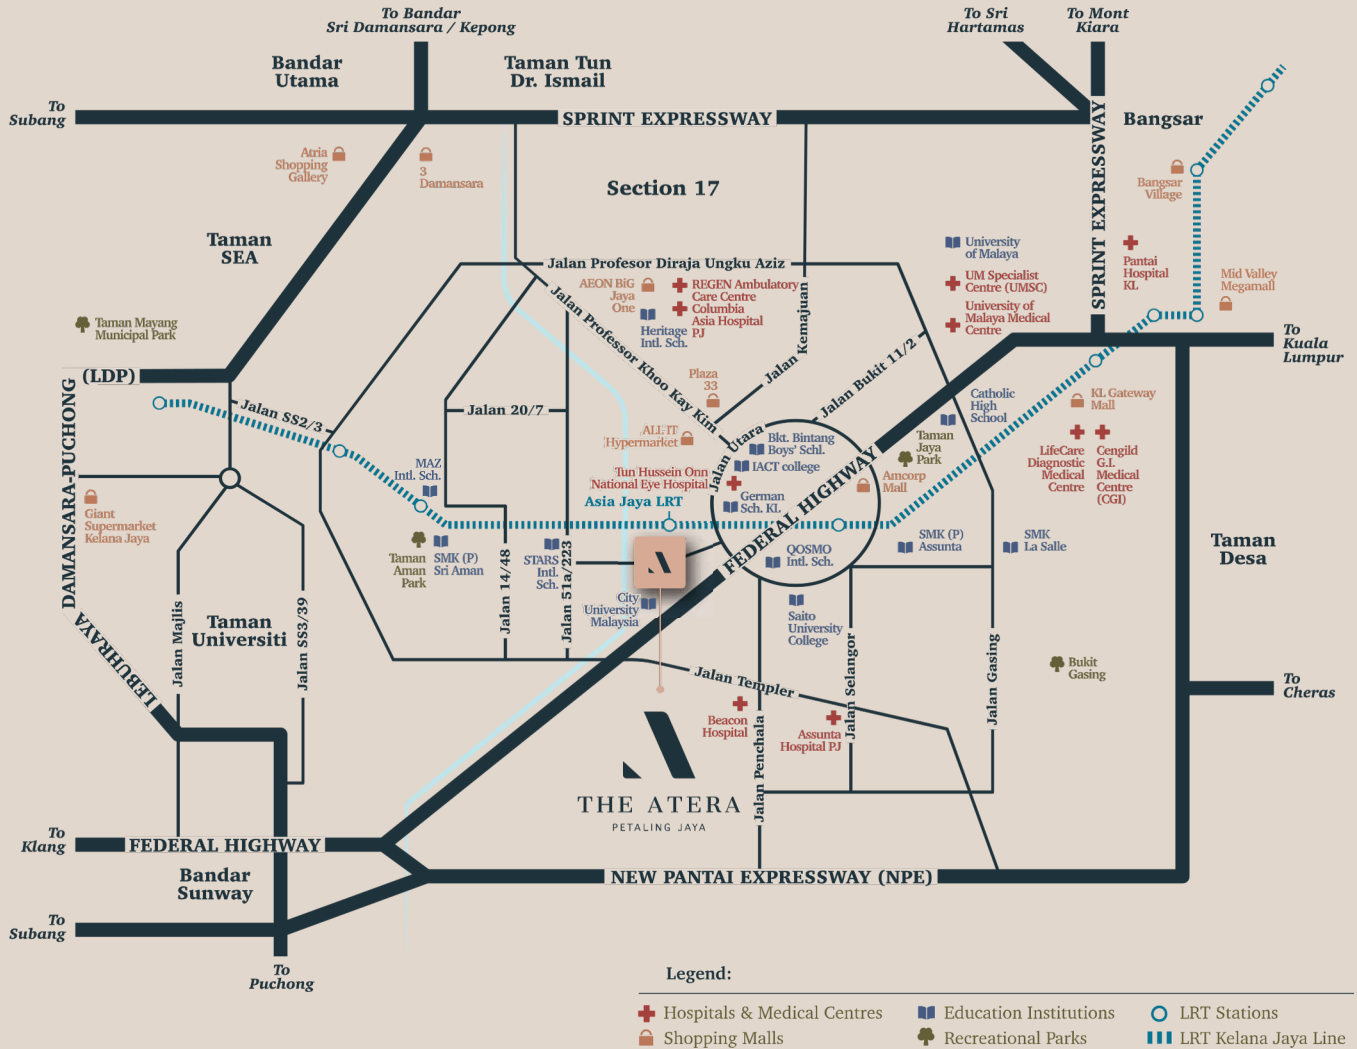 To Bandar
Sri Damansara / Kepong
To Sri
Hartamas
To Mont
Kiara
Bandar
Utama
Taman Tun
Dr. Ismail
To
Subang
SPRINT EXPRESSWAY
Bangsar
SPRINT EXPRESSWAY
Atria
Shopping
Gallery
3
Damansara
Section 17
Bangsar
Village
Taman
SEA
Jalan Profesor Diraja Ungku Aziz
University
of Malaya
Pantai
Hospital
KL
Mid Valley
Megamall
AEON BiG
Jaya
One
REGEN Ambulatory
Care Centre
Columbia
Asia Hospital
PJ
UM Specialist
Centre (UMSC)
University of
Malaya Medical
Centre
Heritage
Intl. Sch.
Jalan Professor Khoo Kay Kim
Jalan Kemajuan
Jalan Bukit 11/2
Taman Mayang
Municipal Park
To
Kuala
Lumpur
(LDP)
DAMANSARA-PUCHONG
LEBUHRAYA
Plaza
33
Jalan SS2/3
Jalan 20/7
Catholic
High
School
KL Gateway
Mall
ALL IT
Hypermarket
Jalan Utara
Bkt. Bintang
Boys' Schl.
IACT college
Taman
Jaya
Park
LifeCare
Diagnostic
Medical
Centre
Cengild
G.I.
Medical
Centre
(CGI)
MAZ
Intl. Sch.
Tun Hussein Onn
National Eye Hospital
Asia Jaya LRT
German
Sch. KL
FEDERAL HIGHWAY
Amcorp
Mall
Giant
Supermarket
Kelana Jaya
Taman
Aman
Park
SMK (P)
Sri Aman
Jalan 14/48
STARS
Intl.
Sch.
Jalan 51a/223
QOSMO
Intl. Sch.
SMK (P)
Assunta
SMK
La Salle
Taman
Desa
City
University
Malaysia
Saito
University
College
Jalan Majlis
Taman
Universiti
Jalan SS3/39
Jalan Templer
Jalan Selangor
Jalan Gasing
Bukit
Gasing
To
Cheras
Beacon
Hospital
Jalan Penchala
Assunta
Hospital PJ
THE ATERA
PETALING JAYA
To
Klang
FEDERAL HIGHWAY
Bandar
Sunway
NEW PANTAI EXPRESSWAY (NPE)
To
Subang
To
Puchong
Legend:
Hospitals & Medical Centres
Education Institutions
LRT Stations
Shopping Malls
Recreational Parks
LRT Kelana Jaya Line